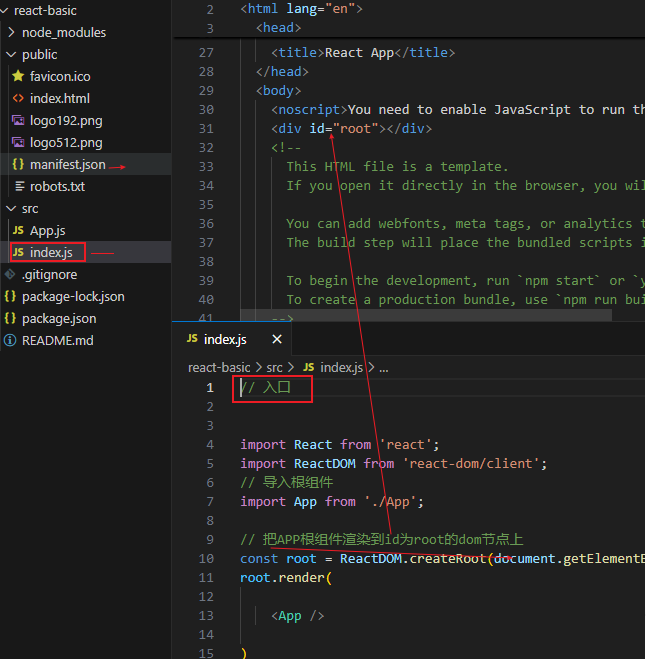 react-basic
node_modules
public
favicon.ico
index.html
logo192.png
logo512.png
manifest.json
robots.txt
src
JS App.js
JS index.js
.gitignore
{} package-lock.json
{} package.json
README.md
2 <html lang="en">
3 <head>
27 <title>React App</title>
28 </head>
29 <body>
30 <noscript>You need to enable JavaScript to run th
31 <div id="root"></div>
32 <!--
33 This HTML file is a template.
34 If you open it directly in the browser, you wil
35
36 You can add webfonts, meta tags, or analytics t
37 The build step will place the bundled scripts i
38
39 To begin the development, run `npm start` or `y
40 To create a production bundle, use `npm run bui
41 -->
JS index.js ×
react-basic > src > JS index.js > ...
1 // 入口
2
3
4 import React from 'react';
5 import ReactDOM from 'react-dom/client';
6 // 导入根组件
7 import App from './App';
8
9 // 把APP根组件渲染到id为root的dom节点上
10 const root = ReactDOM.createRoot(document.getElementB
11 root.render(
12
13 <App />
14
15 )